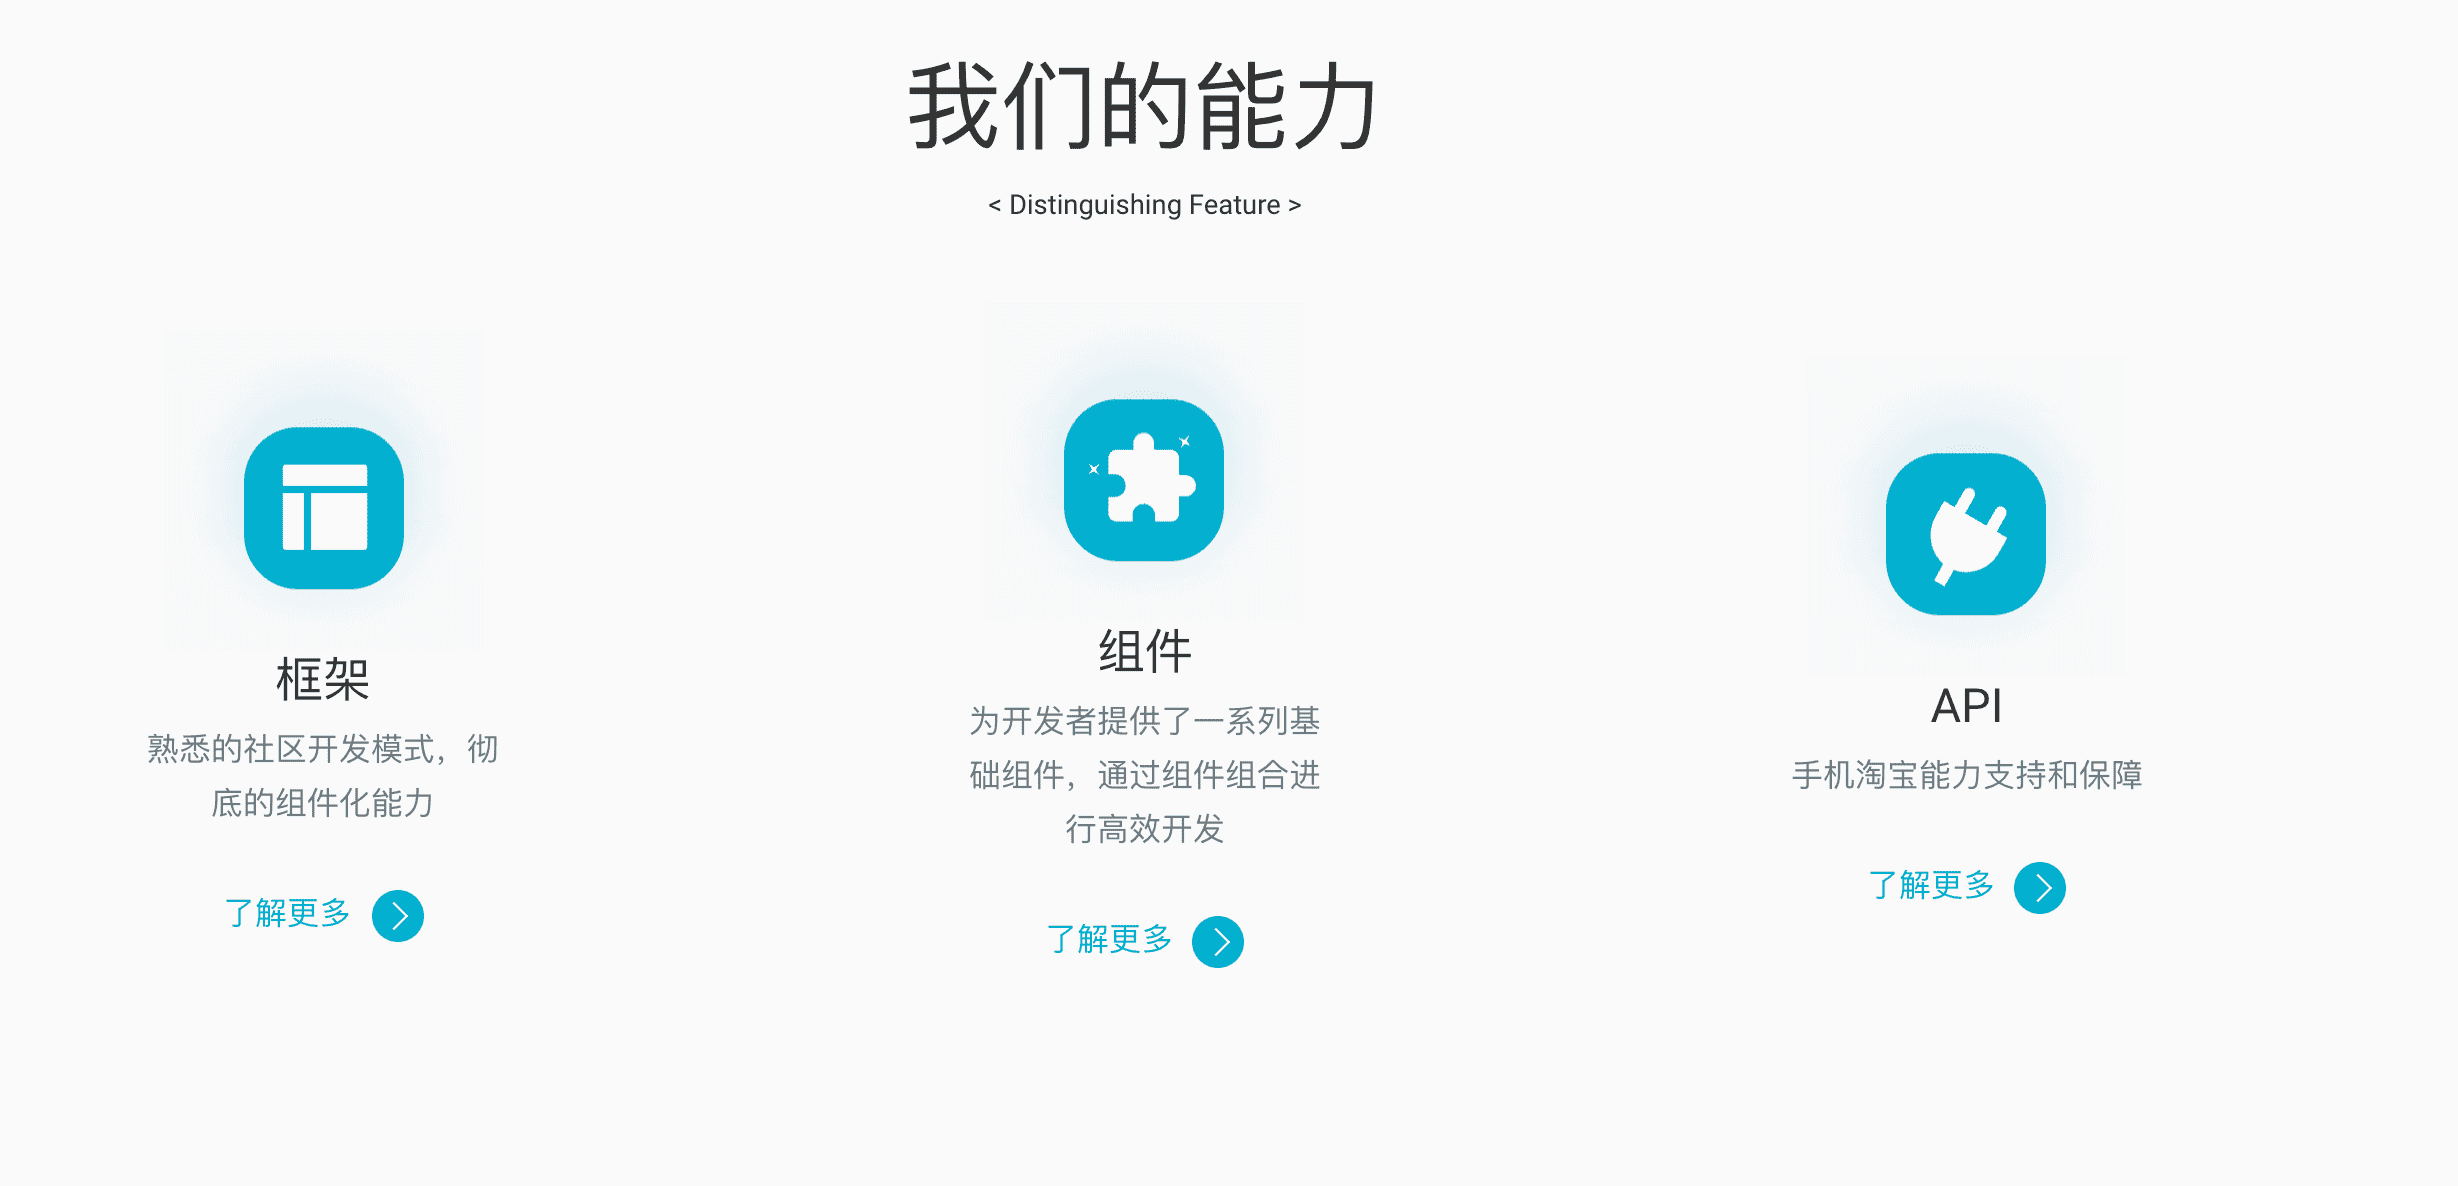 我们的能力
< Distinguishing Feature >
框架
熟悉的社区开发模式，彻
底的组件化能力
了解更多
组件
为开发者提供了一系列基
础组件，通过组件组合进
行高效开发
了解更多
API
手机淘宝能力支持和保障
了解更多